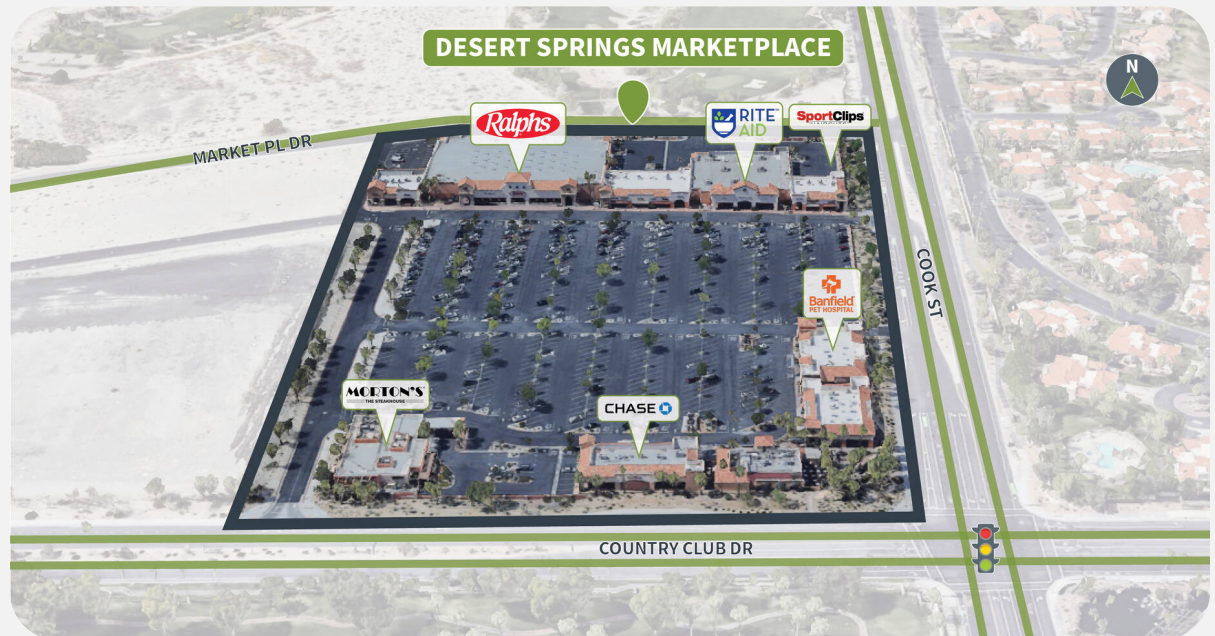 DESERT SPRINGS MARKETPLACE
N
Ralphs
RITE
AID
SportClips
MARKET PL DR
COOK ST
Banfield
PET HOSPITAL
MORTON'S
THE STEAKHOUSE
CHASE
COUNTRY CLUB DR